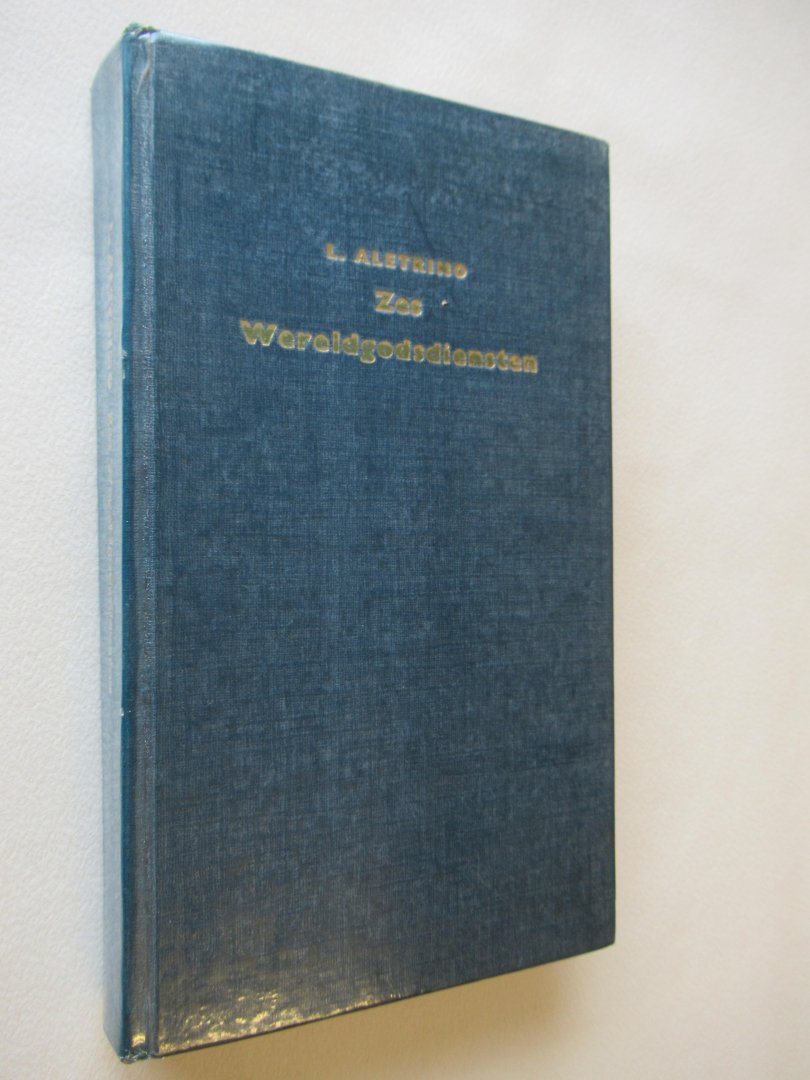 L. ALETRINO
Zes
Wereldgodsdiensten